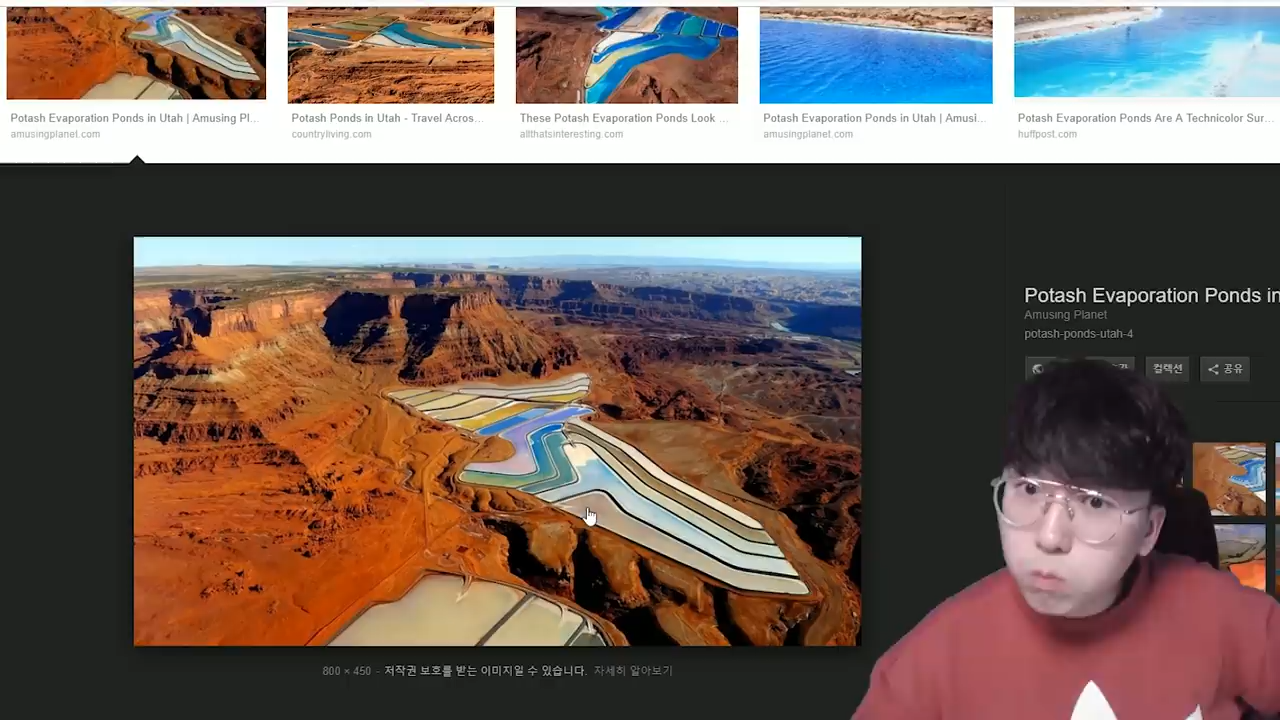 Potash Evaporation Ponds in Utah | Amusing Pl...
amusingplanet.com
Potash Ponds in Utah - Travel Acros...
countryliving.com
These Potash Evaporation Ponds Look ...
allthatsinteresting.com
Potash Evaporation Ponds in Utah | Amusi...
amusingplanet.com
Potash Evaporation Ponds Are A Technicolor Sur...
huffpost.com
Potash Evaporation Ponds in
Amusing Planet
potash-ponds-utah-4
컬렉션
공유
800 × 450 - 저작권 보호를 받는 이미지일 수 있습니다. 자세히 알아보기